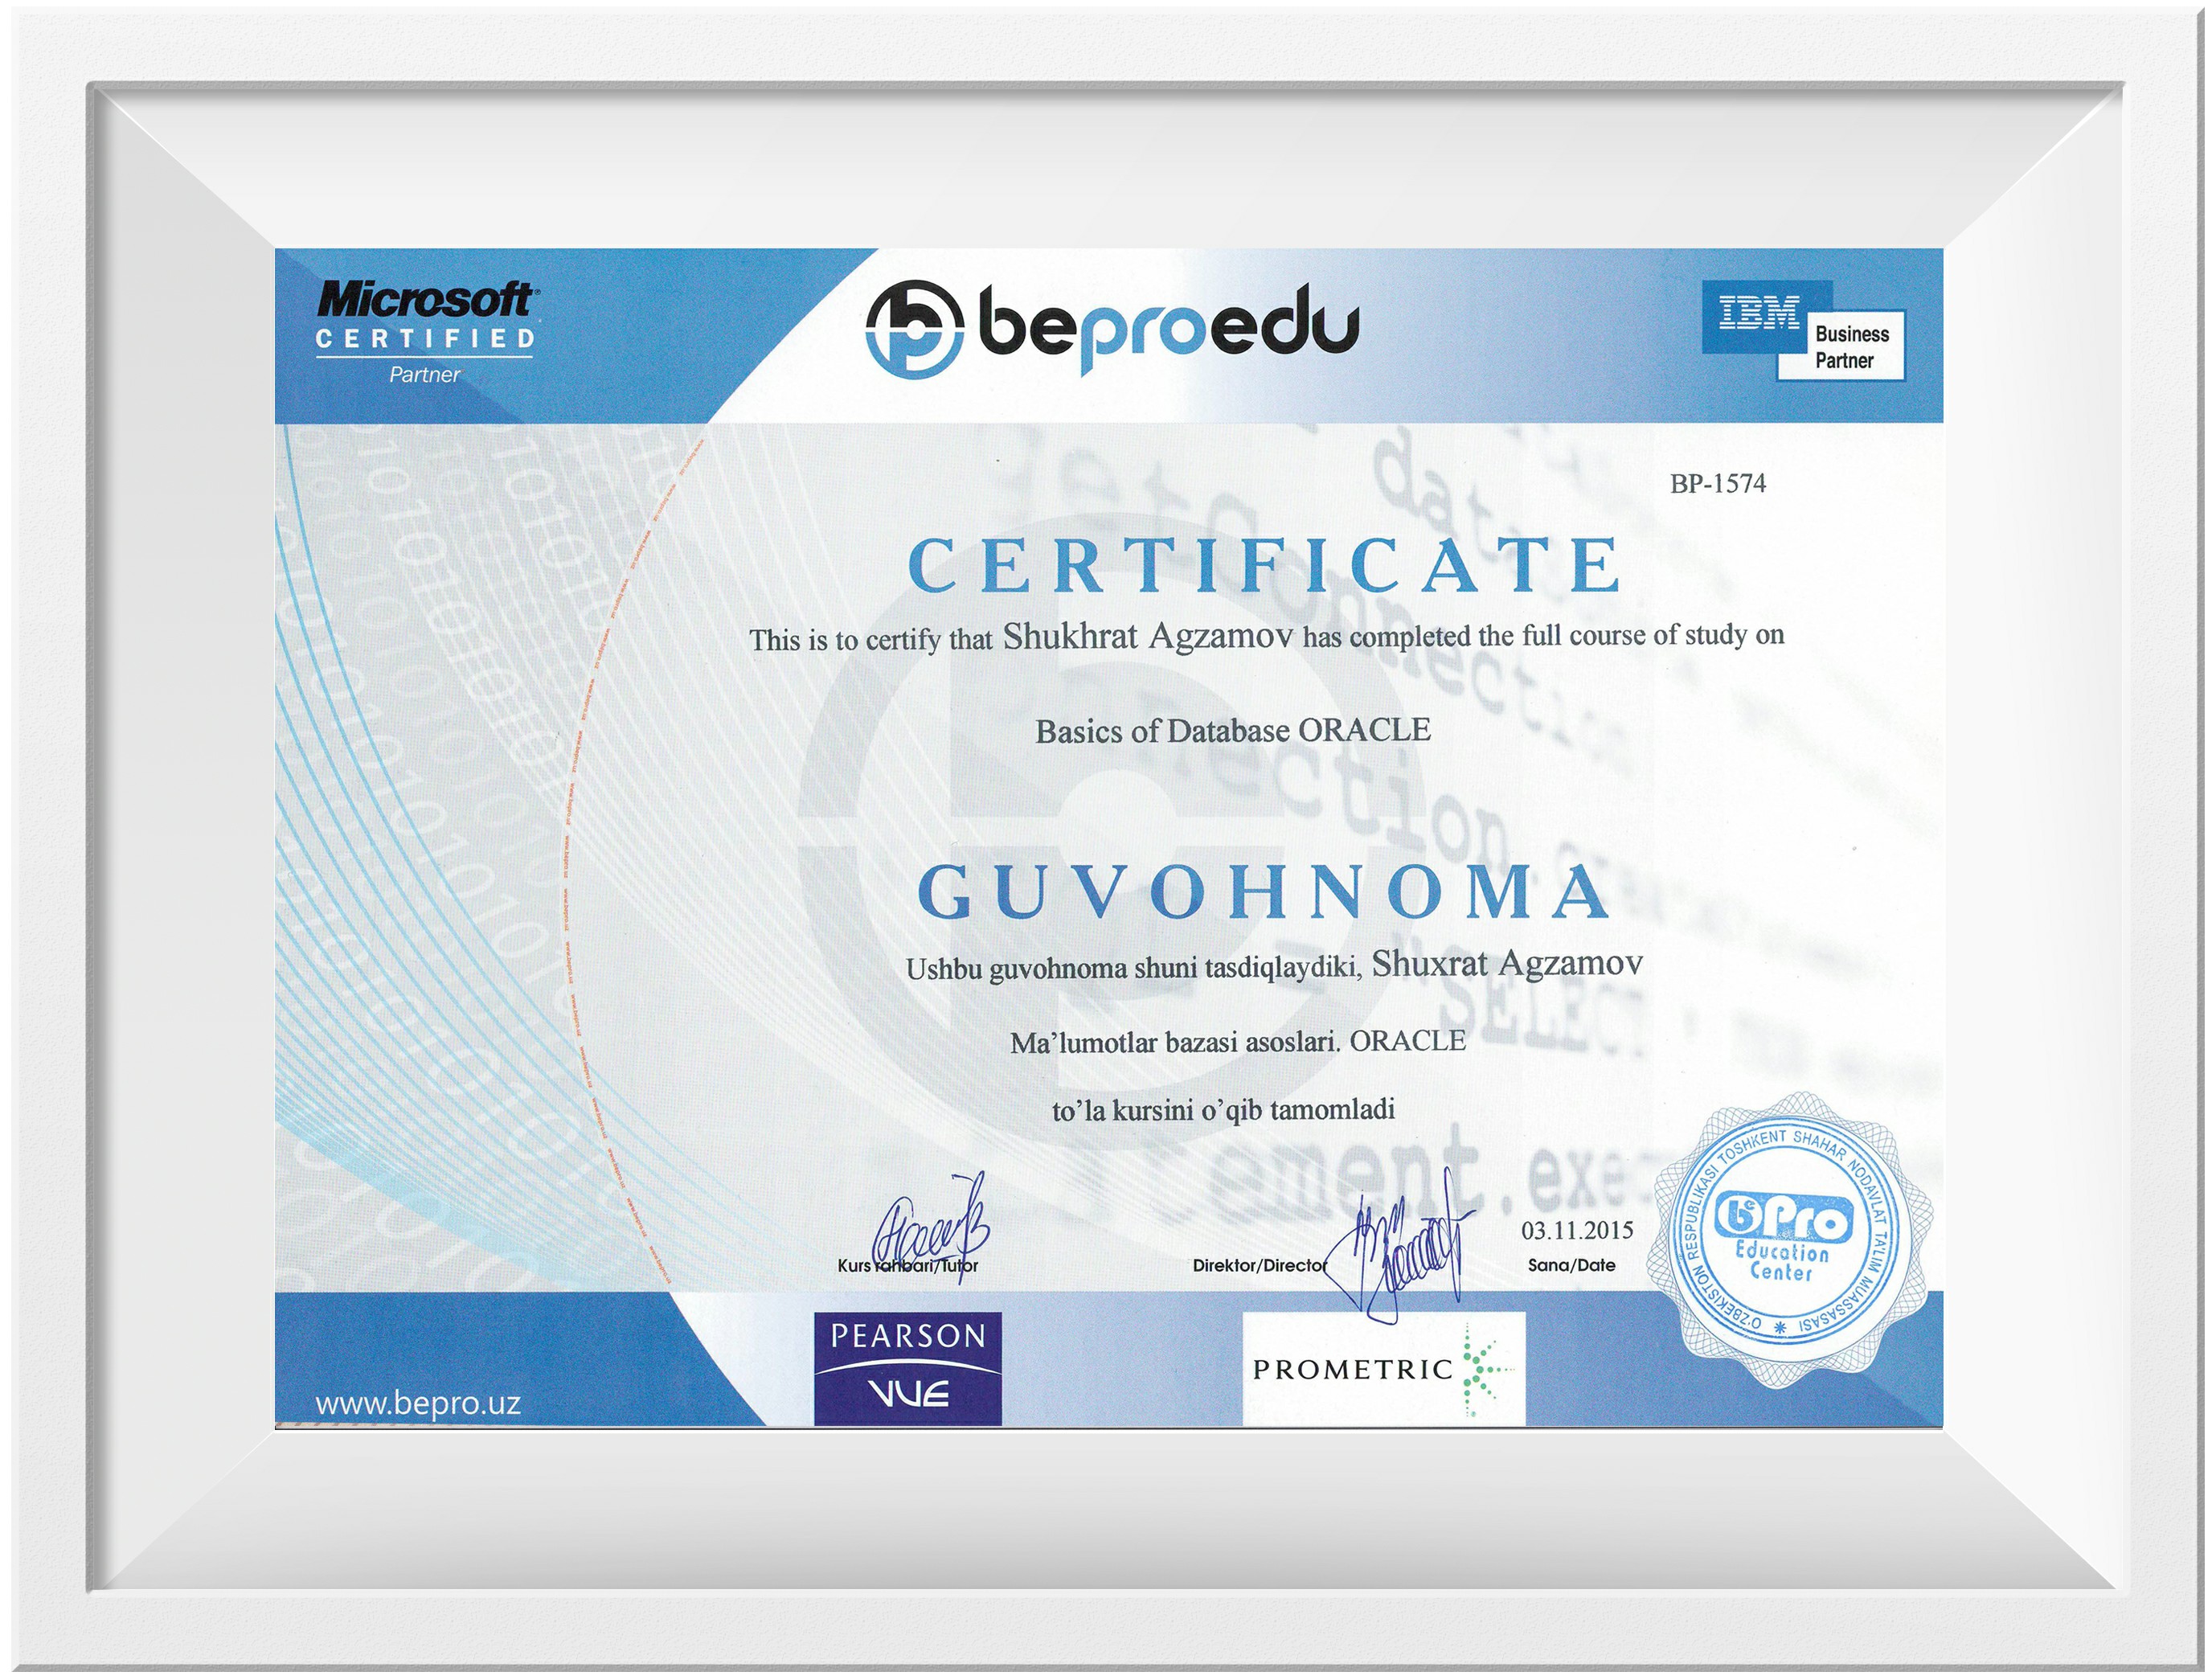 Microsoft
CERTIFIED
Partner
beproedu
IBM
Business
Partner
BP-1574
CERTIFICATE
This is to certify that Shukhrat Agzamov has completed the full course of study on
Basics of Database ORACLE
GUVOHNOMA
Ushbu guvohnoma shuni tasdiqlaydiki, Shuxrat Agzamov
Ma’lumotlar bazasi asoslari. ORACLE
to’la kursini o’qib tamomladi
Kurs rahbari/Tutor
Direktor/Director
03.11.2015
Sana/Date
O'ZBEKISTON RESPUBLIKASI TOSHKENT SHAHAR NODAVLAT TA'LIM MUASSASASI
bePro
Education
Center
www.bepro.uz
PEARSON
VUE
PROMETRIC